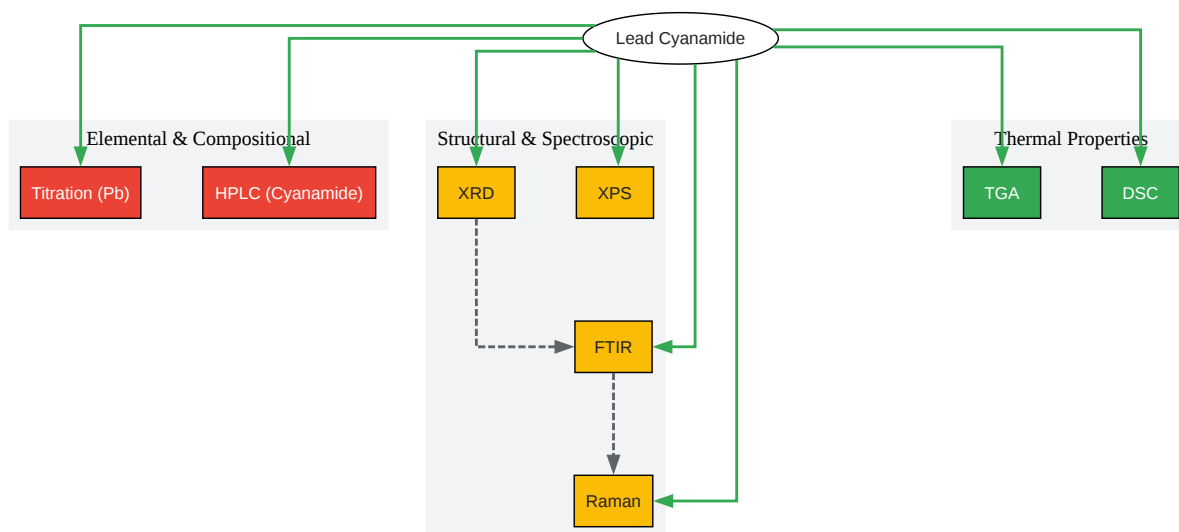 Lead Cyanamide
Elemental & Compositional
Structural & Spectroscopic
Thermal Properties
Titration (Pb)
HPLC (Cyanamide)
XRD
XPS
TGA
DSC
FTIR
Raman